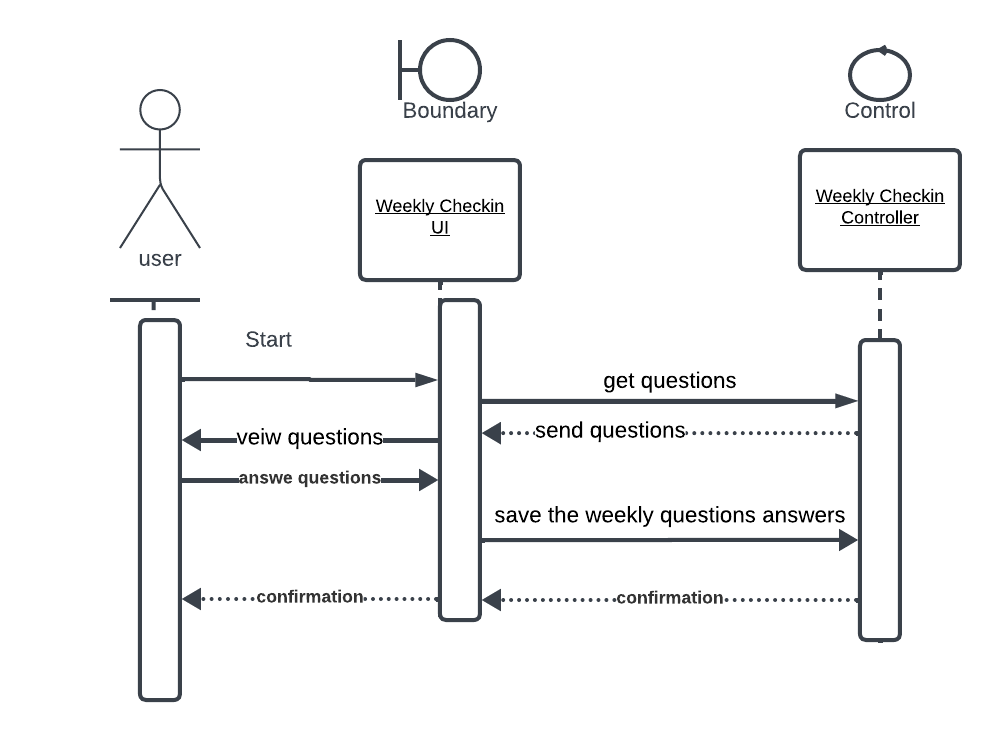 Boundary
Control
Weekly Checkin
UI
Weekly Checkin
Controller
user
Start
get questions
veiw questions
send questions
answe questions
save the weekly questions answers
confirmation
confirmation